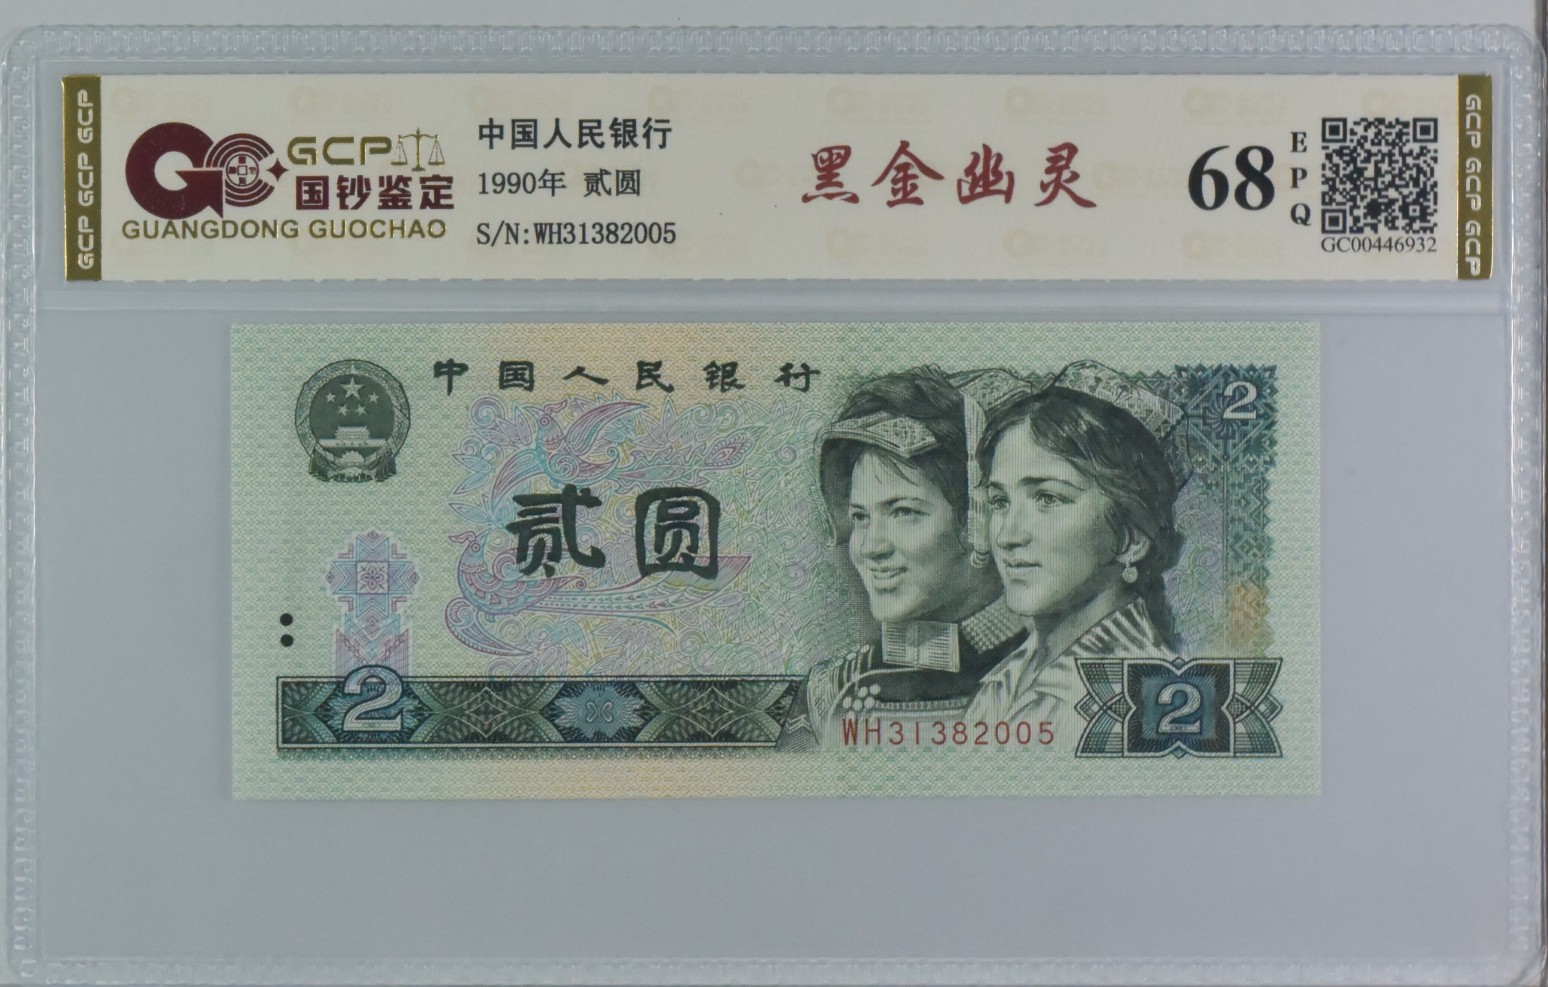 GCP GCP GCP
GCP
国钞鉴定
GUANGDONG GUOCHAO
中国人民银行
1990年 贰圆
S/N:WH31382005
黑金幽灵
68
EPQ
GC00446932
GCP GCP GCP
中国人民银行
2
贰圆
2
WH31382005
2